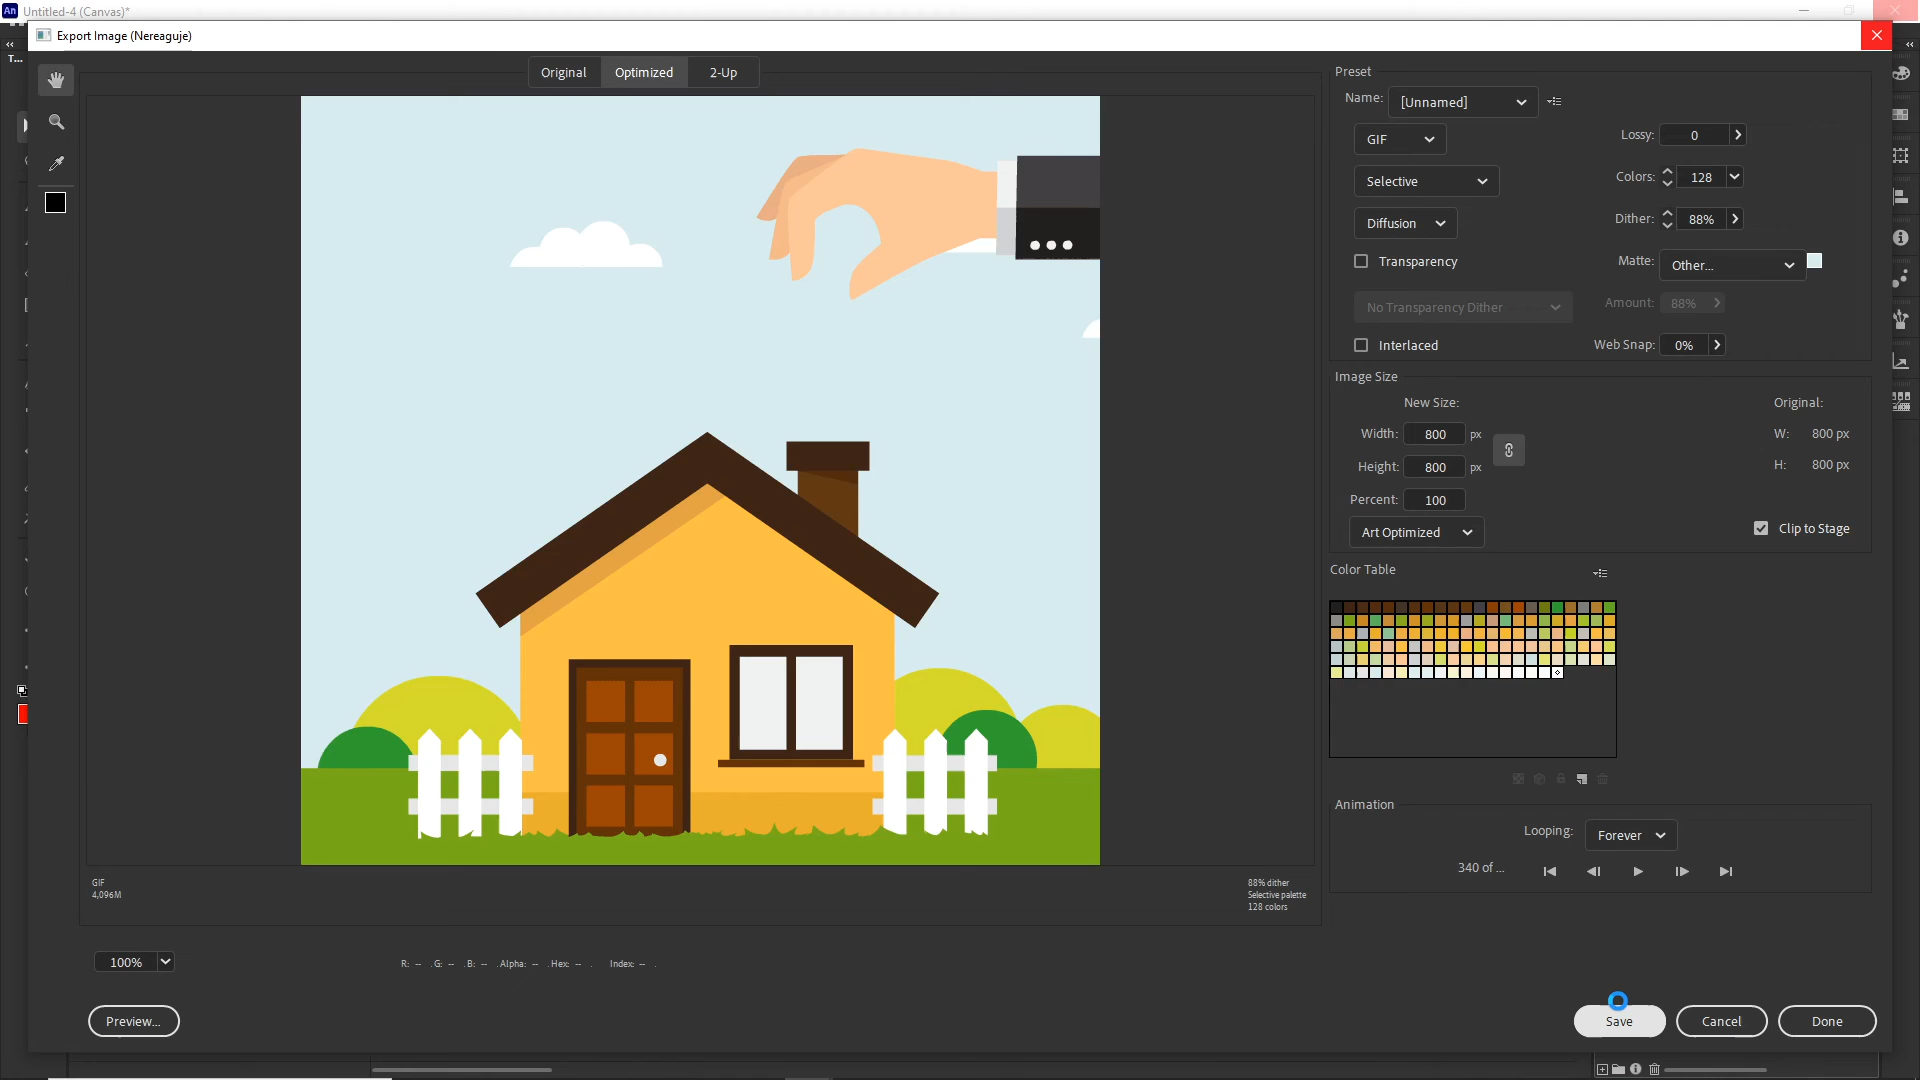 Untitled-4 (Canvas)*
Export Image (Nereaguje)
T...
Original
Optimized
2-Up
Preset
Name:
[Unnamed]
GIF
Lossy:
0
Selective
Colors:
128
Diffusion
Dither:
88%
Transparency
Matte:
Other...
No Transparency Dither
Amount:
88%
Interlaced
Web Snap:
0%
Image Size
New Size:
Original:
Width:
800
px
W:
800 px
Height:
800
px
H:
800 px
Percent:
100
Art Optimized
Clip to Stage
Color Table
Animation
Looping:
Forever
340 of ...
GIF
4,096M
88% dither
Selective palette
128 colors
100%
R: -- . G: -- . B: -- . Alpha: -- . Hex: -- . Index: -- .
Preview...
Save
Cancel
Done